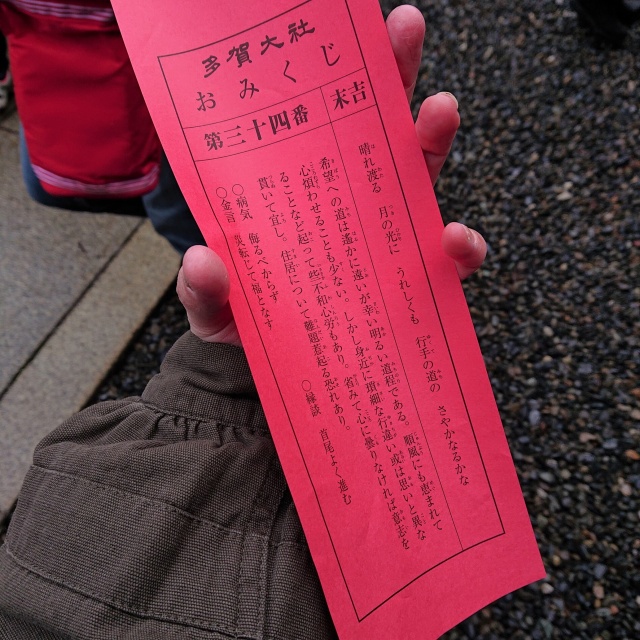 多賀大社
おみくじ
第三十四番
末吉
晴れ渡る 月の光に うれしくも 行手の道の さやかなるかな
希望への道は遙かに遠いが幸い明るい道程である。順風にも恵まれて
心煩わせることも少ない。しかし身近に瑣細な行違い或は思いと異な
ることなど起って些か不和心労もあり。省みて心に曇りなければ意志を
貫いて宜し。住居について難題惹起る恐れあり。
○病気 侮るべからず
○縁談 首尾よく進む
○金言 災転じて福となす